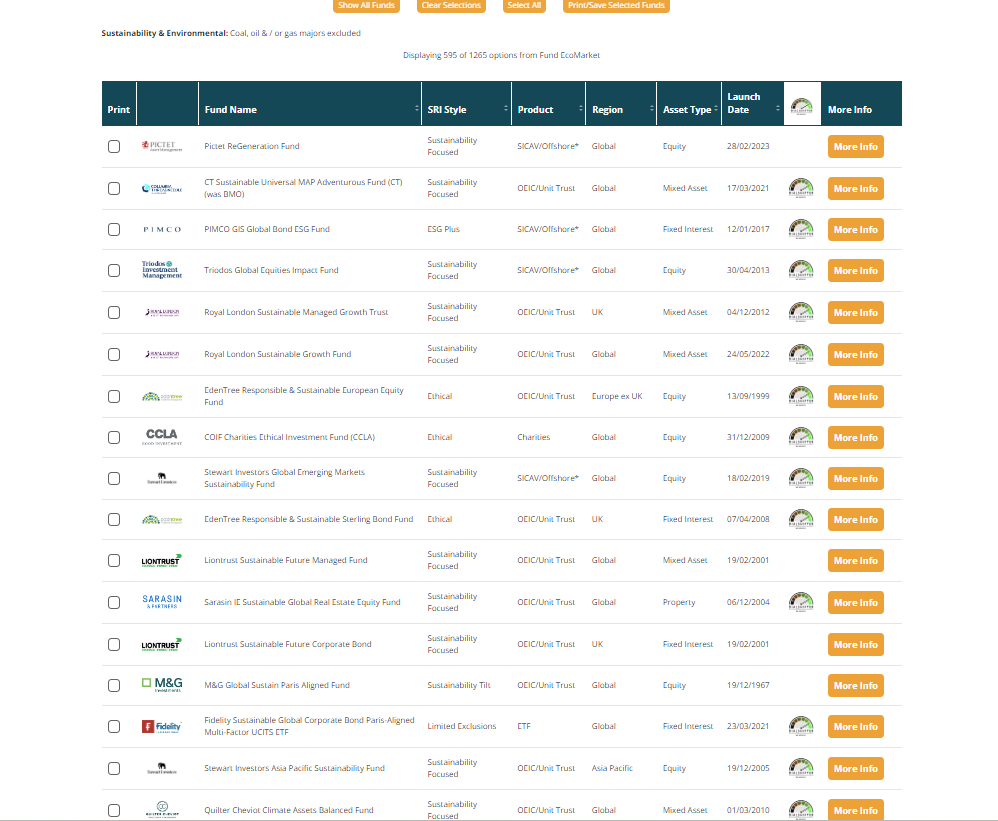 Show All Funds Clear Selections Select All Print/Save Selected Funds
Sustainability & Environmental: Coal, oil & / or gas majors excluded
Displaying 595 of 1265 options from Fund EcoMarket
Print Fund Name SRI Style Product Region Asset Type Launch Date More Info
PICTET Asset Management Pictet ReGeneration Fund Sustainability Focused SICAV/Offshore* Global Equity 28/02/2023 More Info
COLUMBIA THREADNEEDLE CT Sustainable Universal MAP Adventurous Fund (CT) (was BMO) Sustainability Focused OEIC/Unit Trust Global Mixed Asset 17/03/2021 More Info
PIMCO PIMCO GIS Global Bond ESG Fund ESG Plus SICAV/Offshore* Global Fixed Interest 12/01/2017 More Info
Triodos Investment Management Triodos Global Equities Impact Fund Sustainability Focused SICAV/Offshore* Global Equity 30/04/2013 More Info
ROYAL LONDON Royal London Sustainable Managed Growth Trust Sustainability Focused OEIC/Unit Trust UK Mixed Asset 04/12/2012 More Info
ROYAL LONDON Royal London Sustainable Growth Fund Sustainability Focused OEIC/Unit Trust Global Mixed Asset 24/05/2022 More Info
EdenTree Responsible & Sustainable European Equity Fund Ethical OEIC/Unit Trust Europe ex UK Equity 13/09/1999 More Info
CCLA GOOD INVESTMENT COIF Charities Ethical Investment Fund (CCLA) Ethical Charities Global Equity 31/12/2009 More Info
Stewart Investors Stewart Investors Global Emerging Markets Sustainability Fund Sustainability Focused SICAV/Offshore* Global Equity 18/02/2019 More Info
EdenTree Responsible & Sustainable Sterling Bond Fund Ethical OEIC/Unit Trust UK Fixed Interest 07/04/2008 More Info
LIONTRUST Liontrust Sustainable Future Managed Fund Sustainability Focused OEIC/Unit Trust Global Mixed Asset 19/02/2001 More Info
SARASIN & PARTNERS Sarasin IE Sustainable Global Real Estate Equity Fund Sustainability Focused OEIC/Unit Trust Global Property 06/12/2004 More Info
LIONTRUST Liontrust Sustainable Future Corporate Bond Sustainability Focused OEIC/Unit Trust UK Fixed Interest 19/02/2001 More Info
M&G Investments M&G Global Sustain Paris Aligned Fund Sustainability Tilt OEIC/Unit Trust Global Equity 19/12/1967 More Info
Fidelity Fidelity Sustainable Global Corporate Bond Paris-Aligned Multi-Factor UCITS ETF Limited Exclusions ETF Global Fixed Interest 23/03/2021 More Info
Stewart Investors Stewart Investors Asia Pacific Sustainability Fund Sustainability Focused OEIC/Unit Trust Asia Pacific Equity 19/12/2005 More Info
QUILTER CHEVIOT Quilter Cheviot Climate Assets Balanced Fund Sustainability Focused OEIC/Unit Trust Global Mixed Asset 01/03/2010 More Info